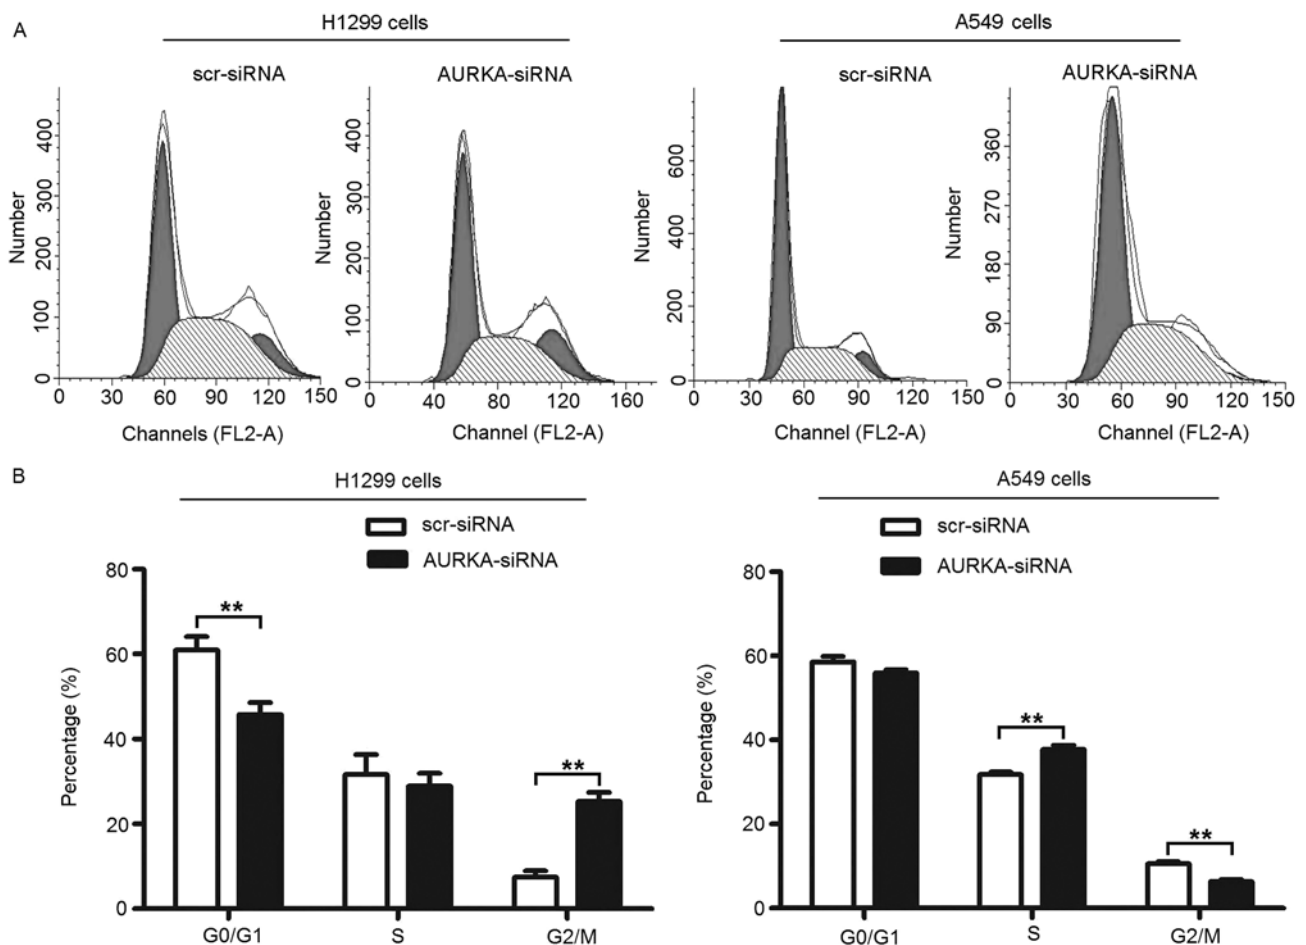 A
H1299 cells
A549 cells
scr-siRNA
AURKA-siRNA
scr-siRNA
AURKA-siRNA
Number
0 100 200 300 400
0 30 60 90 120 150
Channels (FL2-A)
Number
0 100 200 300 400
0 40 80 120 160
Channel (FL2-A)
Number
0 200 400 600
0 30 60 90 120 150
Channel (FL2-A)
Number
0 90 180 270 360
0 30 60 90 120 150
Channel (FL2-A)
B
H1299 cells
scr-siRNA
AURKA-siRNA
Percentage (%)
80
60
40
20
0
**
**
G0/G1 S G2/M
A549 cells
scr-siRNA
AURKA-siRNA
Percentage (%)
80
60
40
20
0
**
**
G0/G1 S G2/M